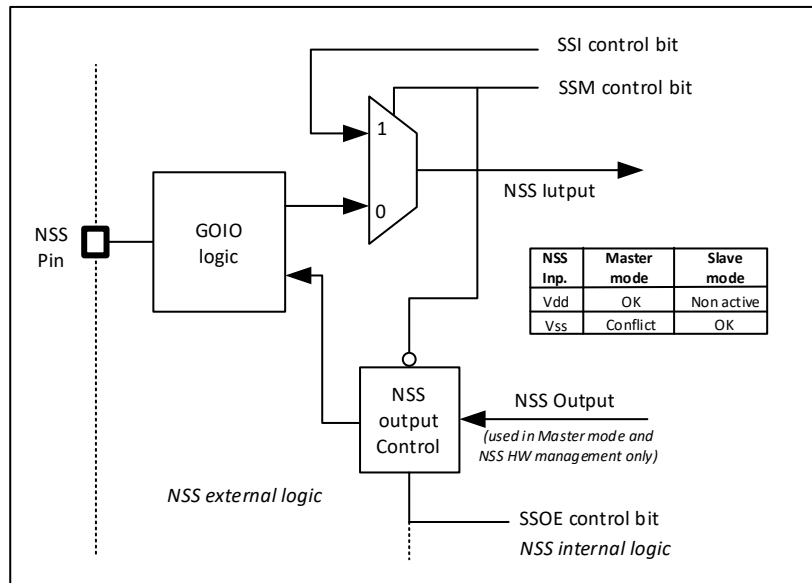 SSI control bit
SSM control bit
1
NSS Iutput
0
GOIO
logic
NSS
Pin
NSS Inp. Master mode Slave mode
Vdd OK Non active
Vss Conflict OK
NSS
output
Control
NSS Output
(used in Master mode and
NSS HW management only)
NSS external logic
SSOE control bit
NSS internal logic